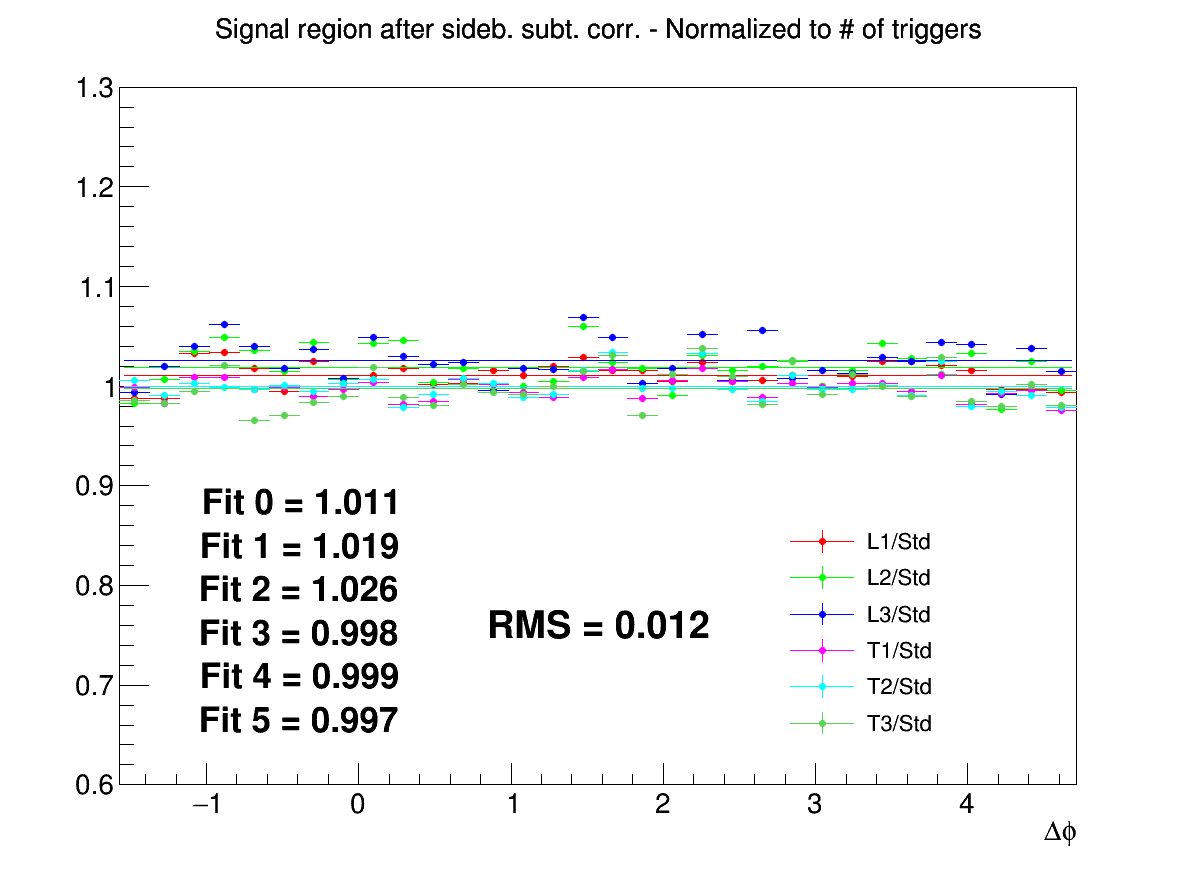 Signal region after sideb. subt. corr. - Normalized to # of triggers
1.3
1.2
1.1
1
0.9
0.8
0.7
0.6
Fit 0 = 1.011
Fit 1 = 1.019
Fit 2 = 1.026
Fit 3 = 0.998
Fit 4 = 0.999
Fit 5 = 0.997
RMS = 0.012
L1/Std
L2/Std
L3/Std
T1/Std
T2/Std
T3/Std
−1 0 1 2 3 4
Δϕ